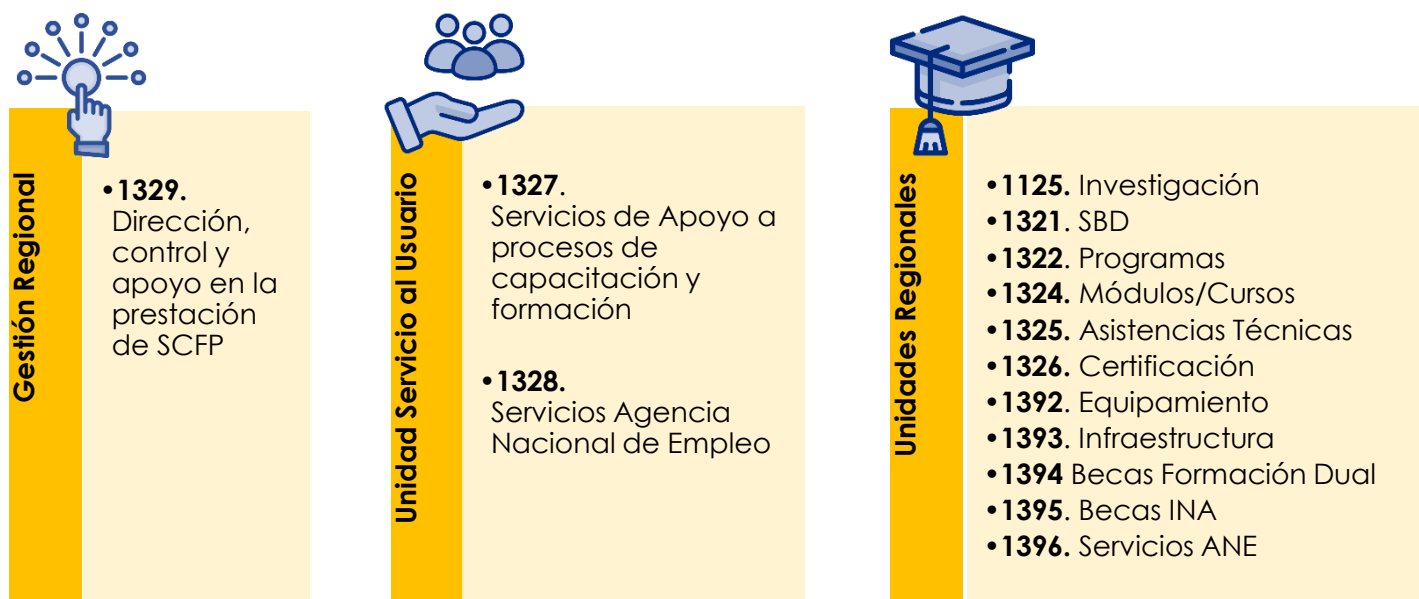 Gestión Regional
•1329.
Dirección,
control y
apoyo en la
prestación
de SCFP
Unidad Servicio al Usuario
•1327.
Servicios de Apoyo a
procesos de
capacitación y
formación
•1328.
Servicios Agencia
Nacional de Empleo
Unidades Regionales
•1125. Investigación
•1321. SBD
•1322. Programas
•1324. Módulos/Cursos
•1325. Asistencias Técnicas
•1326. Certificación
•1392. Equipamiento
•1393. Infraestructura
•1394 Becas Formación Dual
•1395. Becas INA
•1396. Servicios ANE